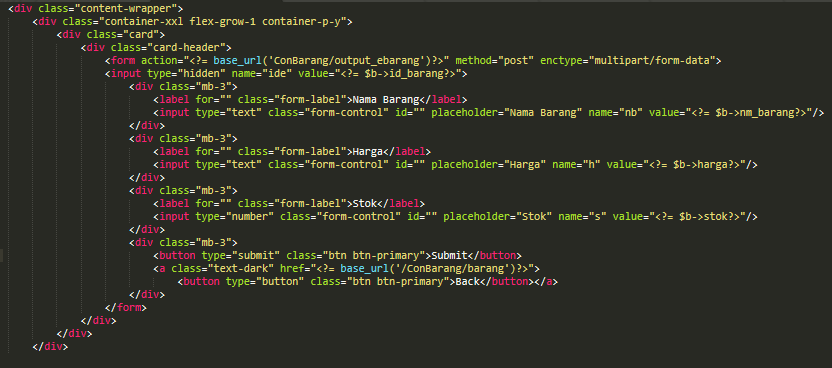 <div class="content-wrapper">
<div class="container-xxl flex-grow-1 container-p-y">
<div class="card">
<div class="card-header">
<form action="<?= base_url('ConBarang/output_ebarang')?>" method="post" enctype="multipart/form-data">
<input type="hidden" name="ide" value="<?= $b->id_barang?>">
<div class="mb-3">
<label for="" class="form-label">Nama Barang</label>
<input type="text" class="form-control" id="" placeholder="Nama Barang" name="nb" value="<?= $b->nm_barang?>"/>
</div>
<div class="mb-3">
<label for="" class="form-label">Harga</label>
<input type="text" class="form-control" id="" placeholder="Harga" name="h" value="<?= $b->harga?>"/>
</div>
<div class="mb-3">
<label for="" class="form-label">Stok</label>
<input type="number" class="form-control" id="" placeholder="Stok" name="s" value="<?= $b->stok?>"/>
</div>
<div class="mb-3">
<button type="submit" class="btn btn-primary">Submit</button>
<a class="text-dark" href="<?= base_url('/ConBarang/barang')?>">
<button type="button" class="btn btn-primary">Back</button></a>
</div>
</form>
</div>
</div>
</div>